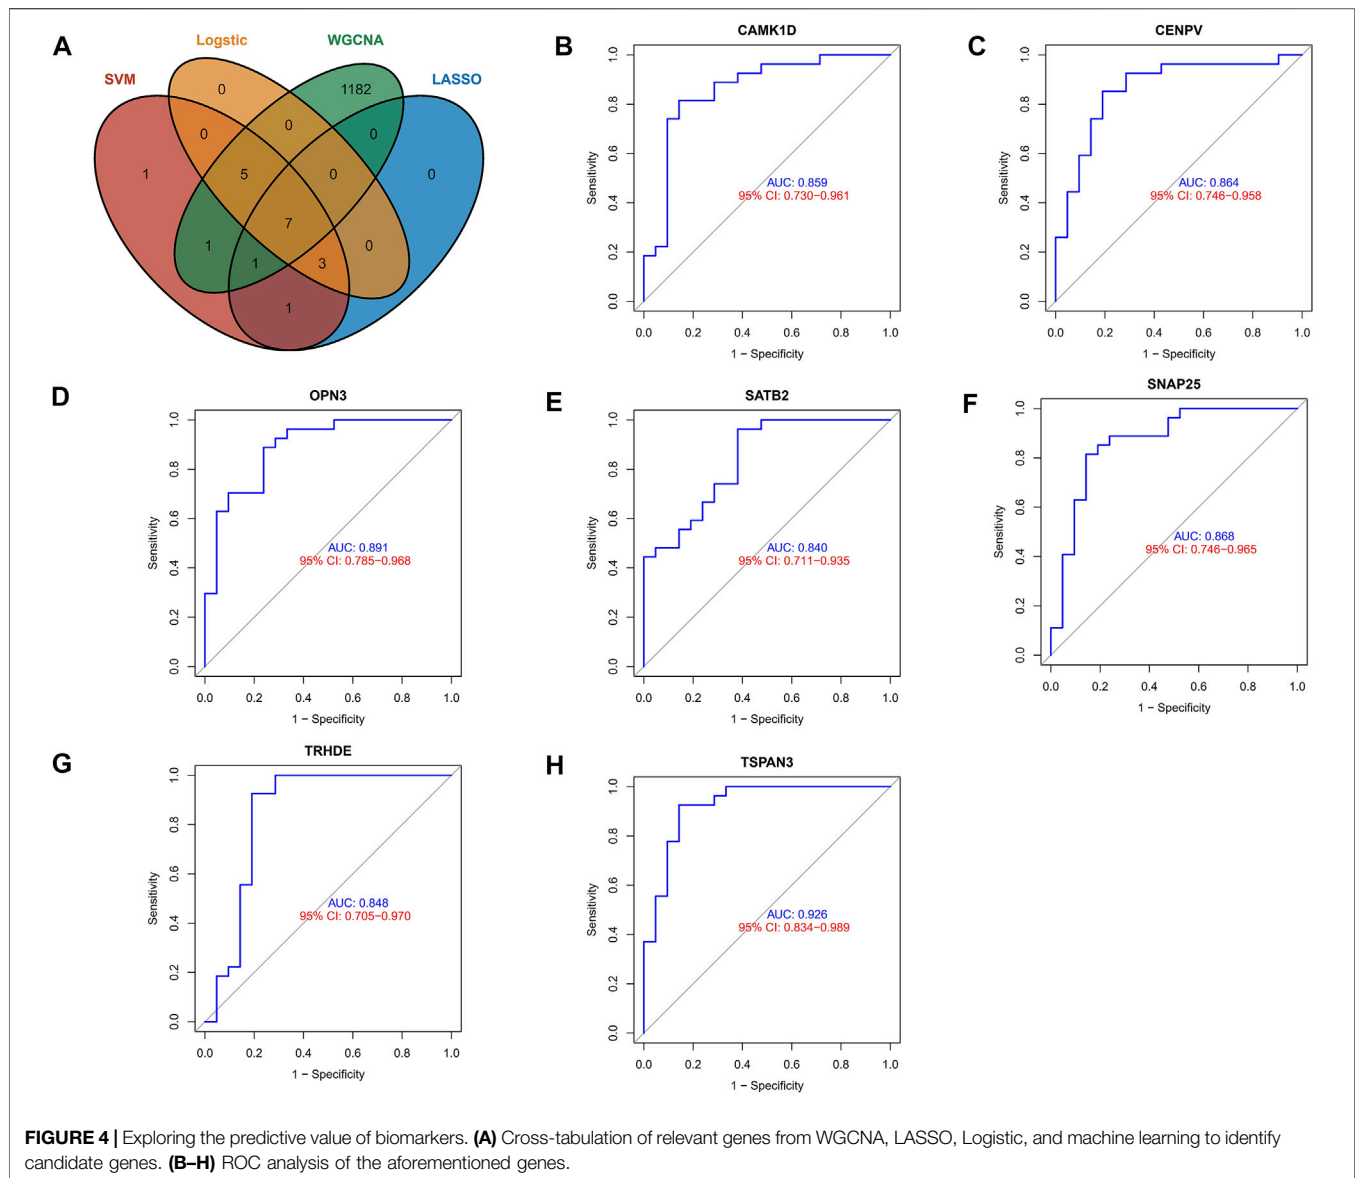 A
Logstic
WGCNA
SVM
LASSO
0
1182
0
0
0
1
5
0
0
7
1
0
1
3
1
B
CAMK1D
Sensitivity
1.0
0.8
0.6
0.4
0.2
0.0
AUC: 0.859
95% CI: 0.730–0.961
0.0 0.2 0.4 0.6 0.8 1.0
1 – Specificity
C
CENPV
Sensitivity
1.0
0.8
0.6
0.4
0.2
0.0
AUC: 0.864
95% CI: 0.746–0.958
0.0 0.2 0.4 0.6 0.8 1.0
1 – Specificity
D
OPN3
Sensitivity
1.0
0.8
0.6
0.4
0.2
0.0
AUC: 0.891
95% CI: 0.785–0.968
0.0 0.2 0.4 0.6 0.8 1.0
1 – Specificity
E
SATB2
Sensitivity
1.0
0.8
0.6
0.4
0.2
0.0
AUC: 0.840
95% CI: 0.711–0.935
0.0 0.2 0.4 0.6 0.8 1.0
1 – Specificity
F
SNAP25
Sensitivity
1.0
0.8
0.6
0.4
0.2
0.0
AUC: 0.868
95% CI: 0.746–0.965
0.0 0.2 0.4 0.6 0.8 1.0
1 – Specificity
G
TRHDE
Sensitivity
1.0
0.8
0.6
0.4
0.2
0.0
AUC: 0.848
95% CI: 0.705–0.970
0.0 0.2 0.4 0.6 0.8 1.0
1 – Specificity
H
TSPAN3
Sensitivity
1.0
0.8
0.6
0.4
0.2
0.0
AUC: 0.926
95% CI: 0.834–0.989
0.0 0.2 0.4 0.6 0.8 1.0
1 – Specificity
FIGURE 4 | Exploring the predictive value of biomarkers. (A) Cross-tabulation of relevant genes from WGCNA, LASSO, Logistic, and machine learning to identify
candidate genes. (B–H) ROC analysis of the aforementioned genes.